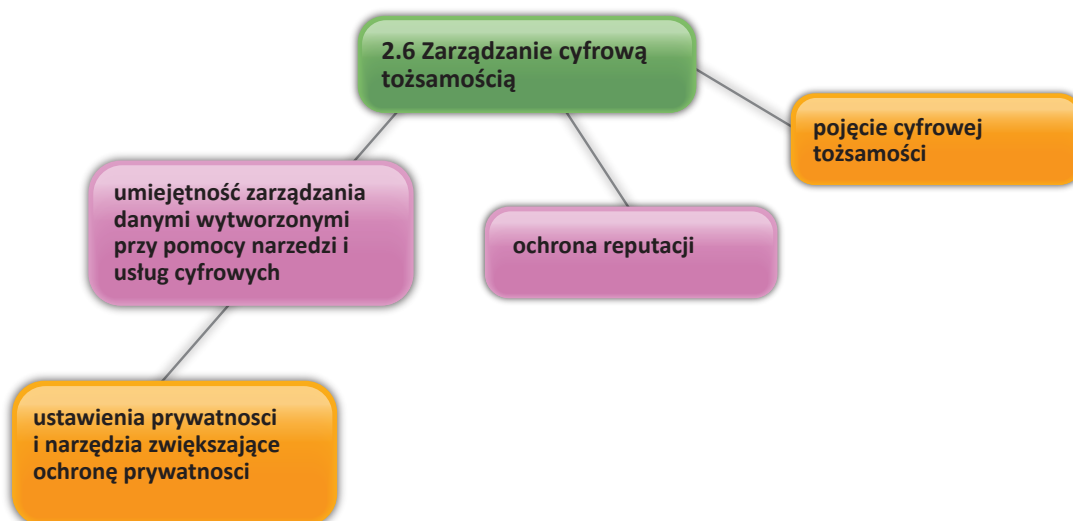 2.6 Zarządzanie cyfrową
tożsamością
pojęcie cyfrowej
tożsamości
umiejętność zarządzania
danymi wytworzonymi
przy pomocy narzedzi i
usług cyfrowych
ochrona reputacji
ustawienia prywatnosci
i narzędzia zwiększające
ochronę prywatnosci